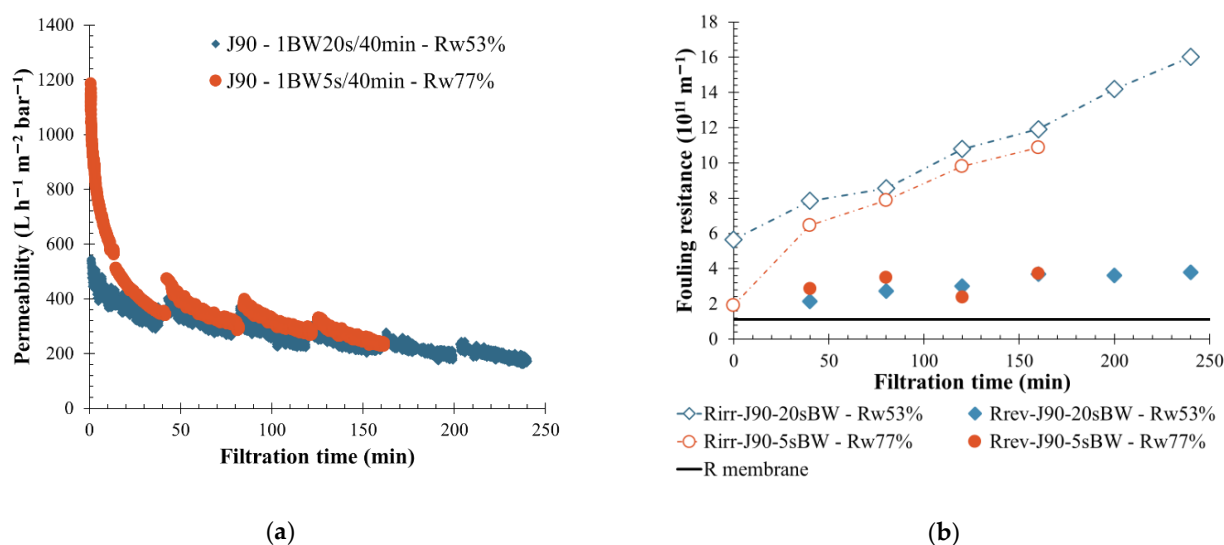 1400
1200
1000
800
600
400
200
0
Permeability (L h⁻¹ m⁻² bar⁻¹)
J90 - 1BW20s/40min - Rw53%
J90 - 1BW5s/40min - Rw77%
0 50 100 150 200 250
Filtration time (min)
(a)
18
16
14
12
10
8
6
4
2
0
Fouling resitance (10¹¹ m⁻¹)
0 50 100 150 200 250
Filtration time (min)
Rirr-J90-20sBW - Rw53% Rrev-J90-20sBW - Rw53%
Rirr-J90-5sBW - Rw77% Rrev-J90-5sBW - Rw77%
R membrane
(b)